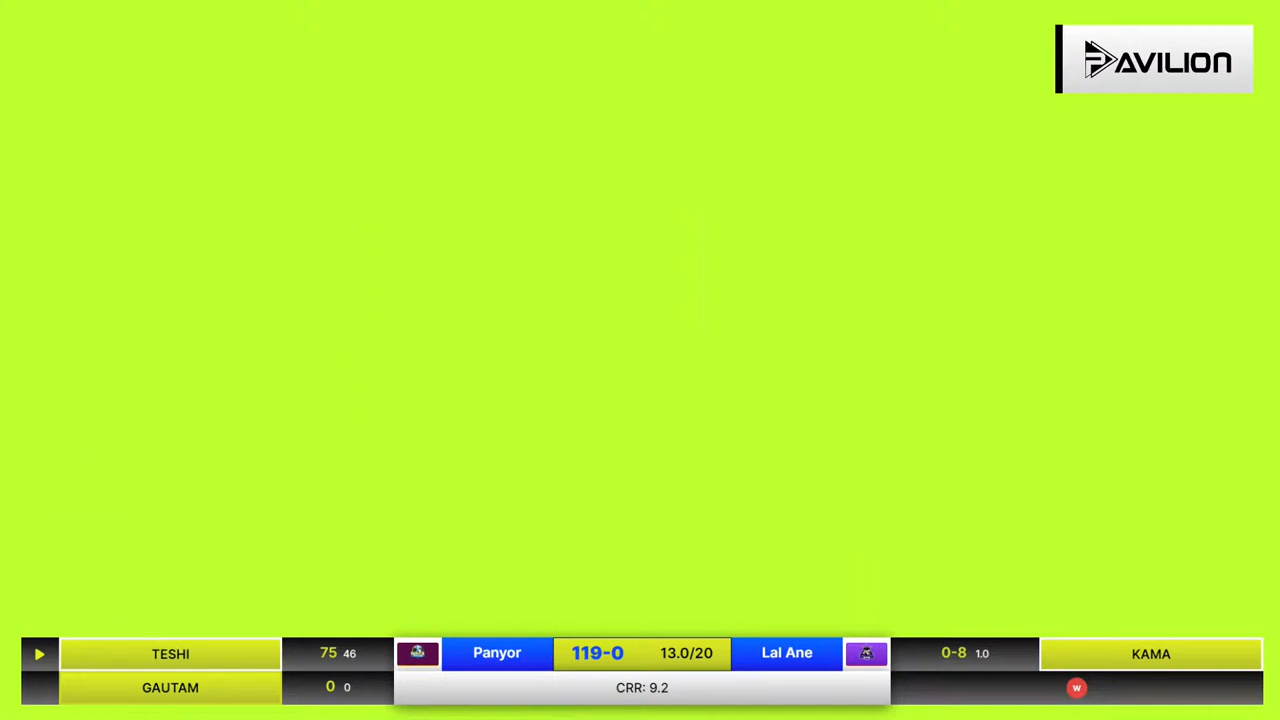 PAVILION
TESHI 75 46 Panyor 119-0 13.0/20 Lal Ane 0-8 1.0 KAMA
GAUTAM 0 0 CRR: 9.2 W